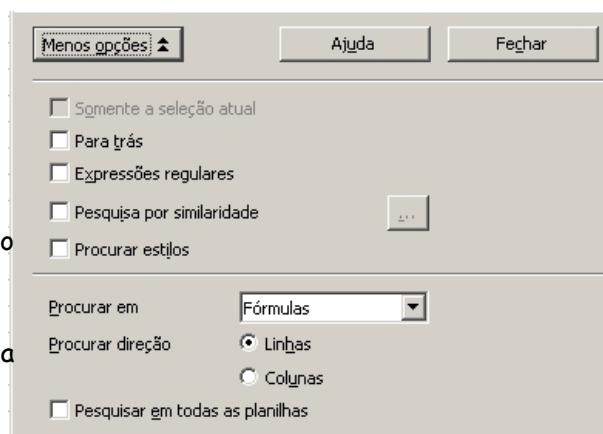 Menos opções Ajuda Fechar
Somente a seleção atual
Para trás
Expressões regulares
Pesquisa por similaridade ...
o Procurar estilos
Procurar em Fórmulas
a Procurar direção Linhas
Colunas
Pesquisar em todas as planilhas